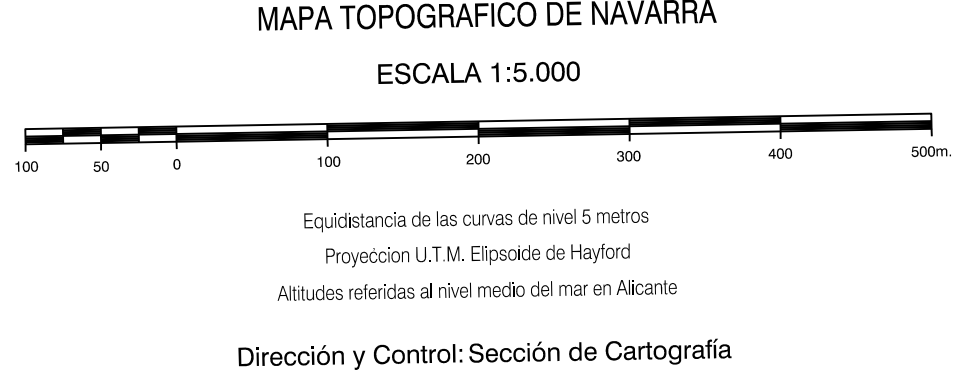 MAPA TOPOGRAFICO DE NAVARRA
ESCALA 1:5.000
100 50 0 100 200 300 400 500m.
Equidistancia de las curvas de nivel 5 metros
Proyección U.T.M. Elipsoide de Hayford
Altitudes referidas al nivel medio del mar en Alicante
Dirección y Control: Sección de Cartografía